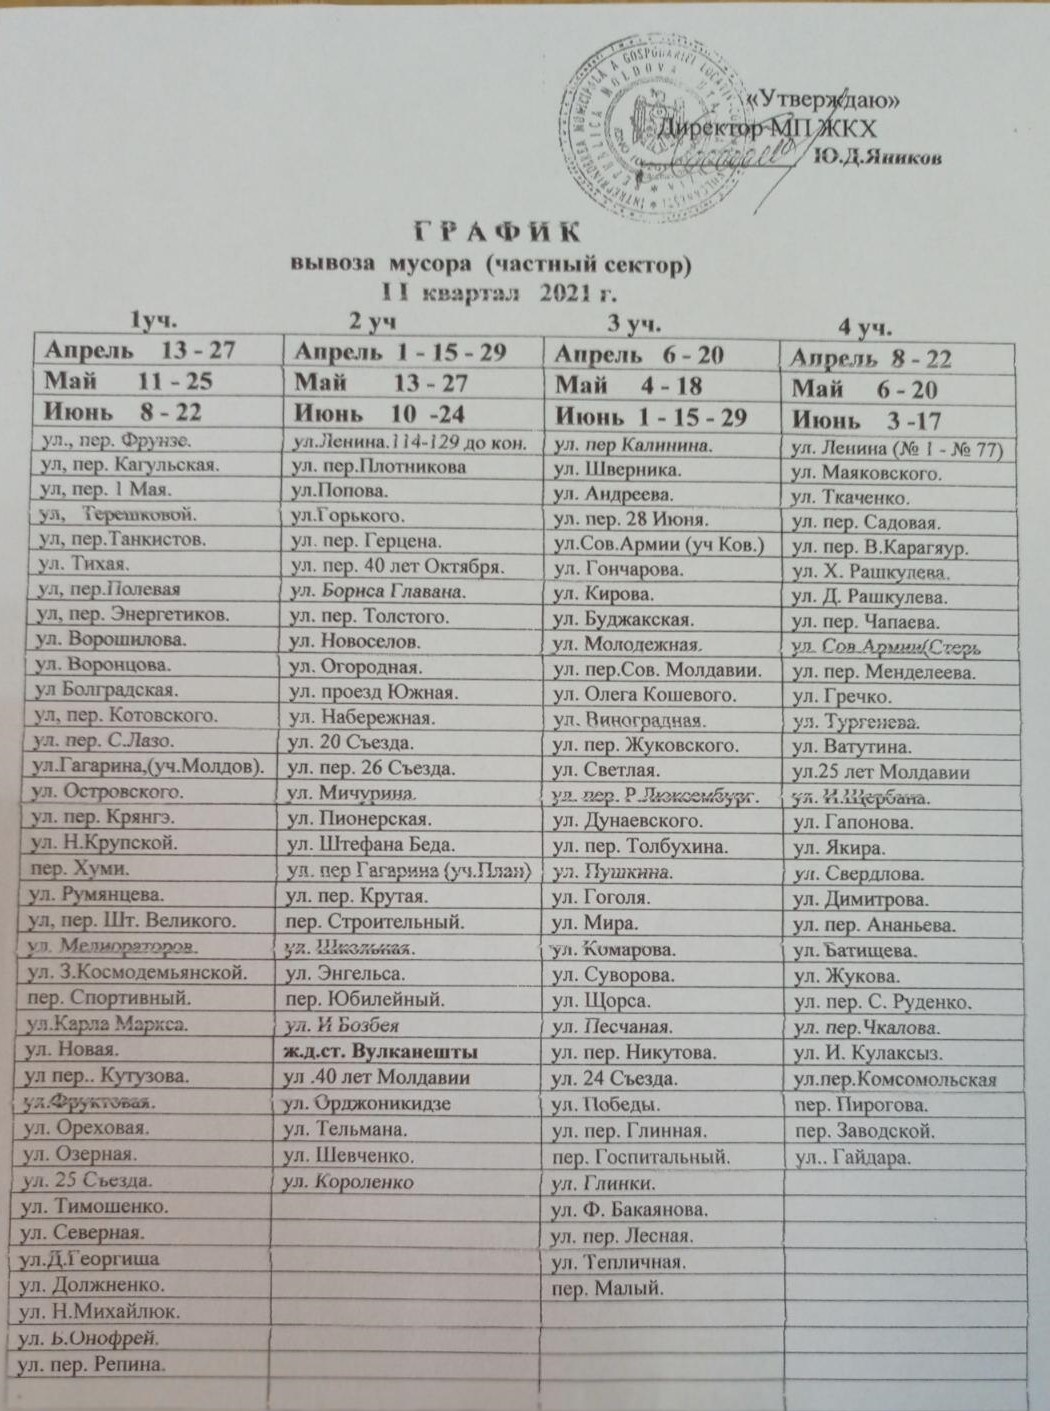 «Утверждаю»
Директор МП ЖКХ
Ю.Д.Яников
Г Р А Ф И К
вывоза мусора (частный сектор)
I I квартал 2021 г.
1уч. 2 уч 3 уч. 4 уч.
Апрель 13 - 27 Апрель 1 - 15 - 29 Апрель 6 - 20 Апрель 8 - 22
Май 11 - 25 Май 13 - 27 Май 4 - 18 Май 6 - 20
Июнь 8 - 22 Июнь 10 -24 Июнь 1 - 15 - 29 Июнь 3 -17
ул., пер. Фрунзе. ул.Ленина.114-129 до кон. ул. пер Калинина. ул. Ленина (№ 1 - № 77)
ул, пер. Кагульская. ул. пер.Плотникова ул. Шверника. ул. Маяковского.
ул, пер. 1 Мая. ул.Попова. ул. Андреева. ул. Ткаченко.
ул, Терешковой. ул.Горького. ул. пер. 28 Июня. ул. пер. Садовая.
ул, пер.Танкистов. ул. пер. Герцена. ул.Сов.Армии (уч Ков.) ул. пер. В.Карагяур.
ул. Тихая. ул. пер. 40 лет Октября. ул. Гончарова. ул. Х. Рашкулева.
ул, пер.Полевая ул. Бориса Главана. ул. Кирова. ул. Д. Рашкулева.
ул, пер. Энергетиков. ул. пер. Толстого. ул. Буджакская. ул. пер. Чапаева.
ул. Ворошилова. ул. Новоселов. ул. Молодежная. ул. Сов.Армии(Стерь
ул. Воронцова. ул. Огородная. ул. пер.Сов. Молдавии. ул. пер. Менделеева.
ул Болградская. ул. проезд Южная. ул. Олега Кошевого. ул. Гречко.
ул, пер. Котовского. ул. Набережная. ул. Виноградная. ул. Тургенева.
ул. пер. С.Лазо. ул. 20 Съезда. ул. пер. Жуковского. ул. Ватутина.
ул.Гагарина,(уч.Молдов). ул. пер. 26 Съезда. ул. Светлая. ул.25 лет Молдавии
ул. Островского. ул. Мичурина. ул. пер. Р.Люксембург. ул. И.Щербана.
ул. пер. Крянгэ. ул. Пионерская. ул. Дунаевского. ул. Гапонова.
ул. Н.Крупской. ул. Штефана Беда. ул. пер. Толбухина. ул. Якира.
пер. Хуми. ул. пер Гагарина (уч.План) ул. Пушкина. ул. Свердлова.
ул. Румянцева. ул. пер. Крутая. ул. Гоголя. ул. Димитрова.
ул, пер. Шт. Великого. пер. Строительный. ул. Мира. ул. пер. Ананьева.
ул. Мелиораторов. ул. Школьная. ул. Комарова. ул. Батищева.
ул. З.Космодемьянской. ул. Энгельса. ул. Суворова. ул. Жукова.
пер. Спортивный. пер. Юбилейный. ул. Щорса. ул. пер. С. Руденко.
ул.Карла Маркса. ул. И Бозбея ул. Песчаная. ул. пер.Чкалова.
ул. Новая. ж.д.ст. Вулканешты ул. пер. Никутова. ул. И. Кулаксыз.
ул пер.. Кутузова. ул .40 лет Молдавии ул. 24 Съезда. ул.пер.Комсомольская
ул.Фруктовая. ул. Орджоникидзе ул. Победы. пер. Пирогова.
ул. Ореховая. ул. Тельмана. ул. пер. Глинная. пер. Заводской.
ул. Озерная. ул. Шевченко. пер. Госпитальный. ул.. Гайдара.
ул. 25 Сьезда. ул. Короленко ул. Глинки.
ул. Тимошенко. ул. Ф. Бакаянова.
ул. Северная. ул. пер. Лесная.
ул.Д.Георгиша ул. Тепличная.
ул. Должненко. пер. Малый.
ул. Н.Михайлюк.
ул. Б.Онофрей.
ул. пер. Репина.